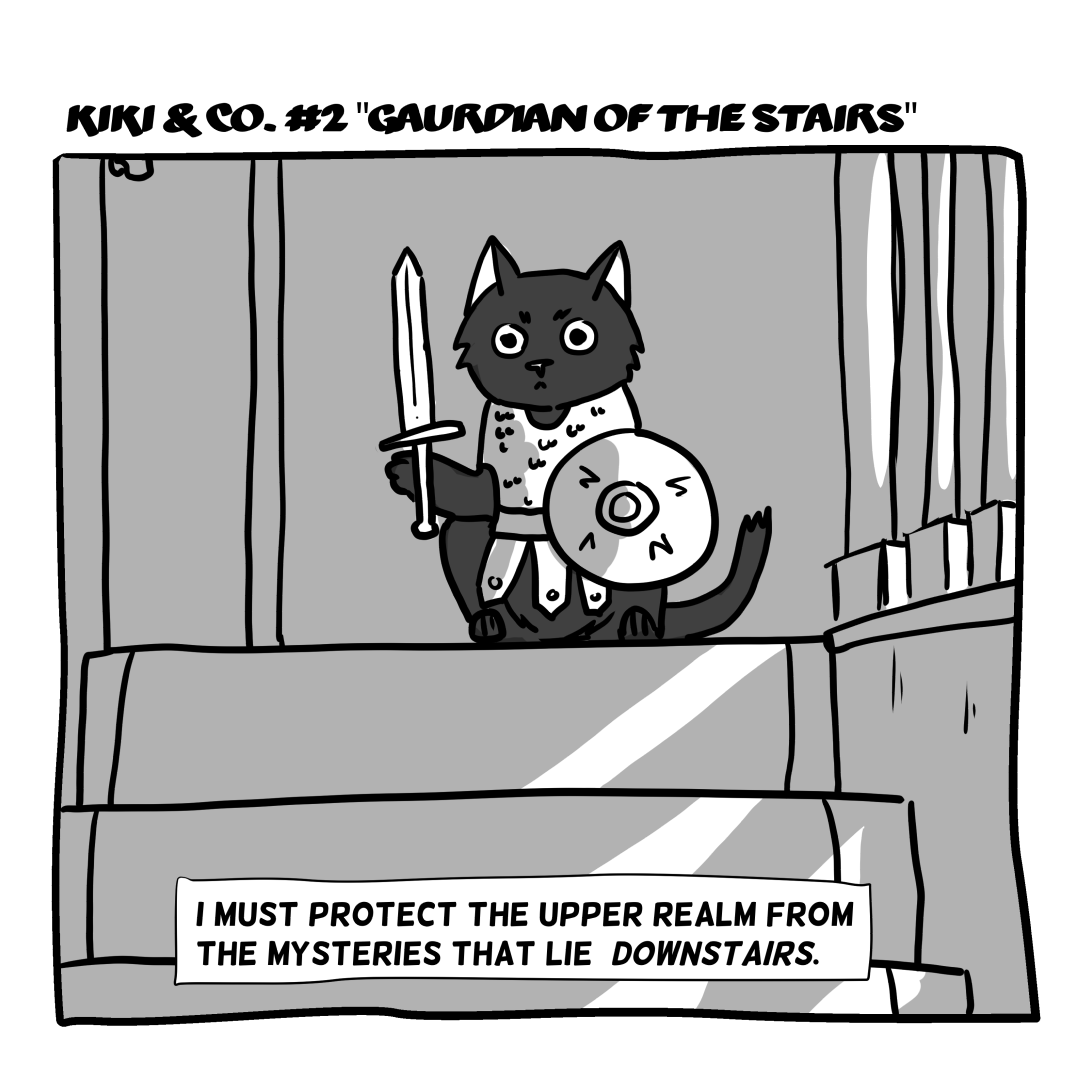 KIKI & CO. #2 "GAURDIAN OF THE STAIRS"
I MUST PROTECT THE UPPER REALM FROM
THE MYSTERIES THAT LIE DOWNSTAIRS.